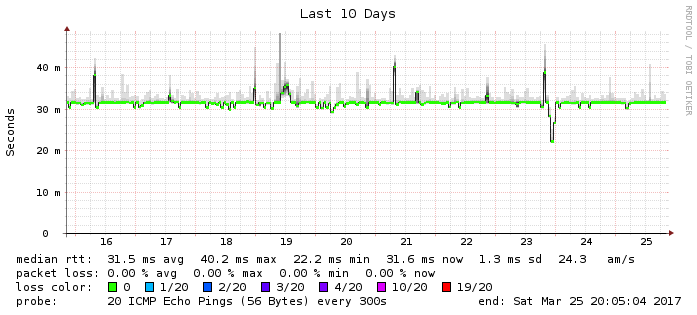 Last 10 Days
RRDTOOL / TOBI OETIKER
Seconds
40 m
30 m
20 m
10 m
0
16 17 18 19 20 21 22 23 24 25
median rtt: 31.5 ms avg 40.2 ms max 22.2 ms min 31.6 ms now 1.3 ms sd 24.3 am/s
packet loss: 0.00 % avg 0.00 % max 0.00 % min 0.00 % now
loss color: 0 1/20 2/20 3/20 4/20 10/20 19/20
probe: 20 ICMP Echo Pings (56 Bytes) every 300s end: Sat Mar 25 20:05:04 2017